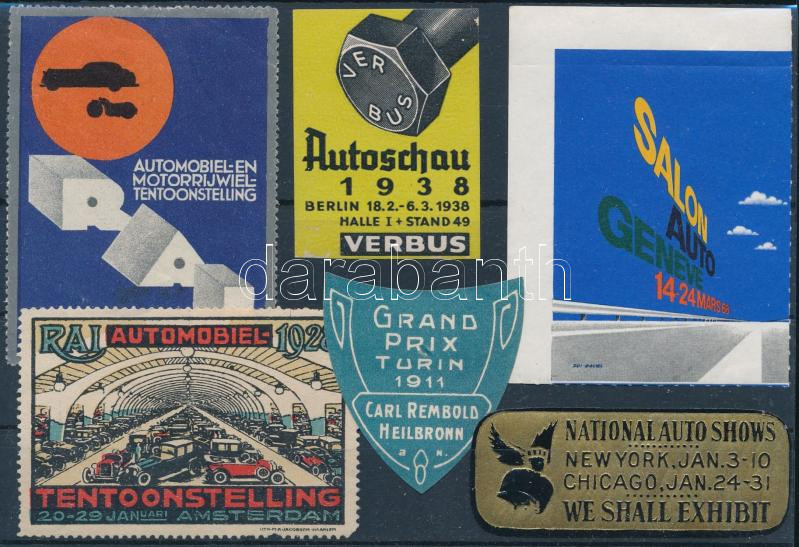 AUTOMOBIEL-EN
MOTORRIJWIEL-
TENTOONSTELLING
RAI
VER
BUS
Autoschau
1938
BERLIN 18.2.-6.3.1938
HALLE I + STAND 49
VERBUS
SALON
AUTO
GENEVE
14-24 MARS 66
RAI AUTOMOBIEL- 1928
TENTOONSTELLING
20-29 JANUARI AMSTERDAM
GRAND
PRIX
TURIN
1911
CARL REMBOLD
HEILBRONN
a N.
NATIONAL AUTO SHOWS
NEW YORK, JAN. 3-10
CHICAGO, JAN. 24-31
WE SHALL EXHIBIT
darabanth